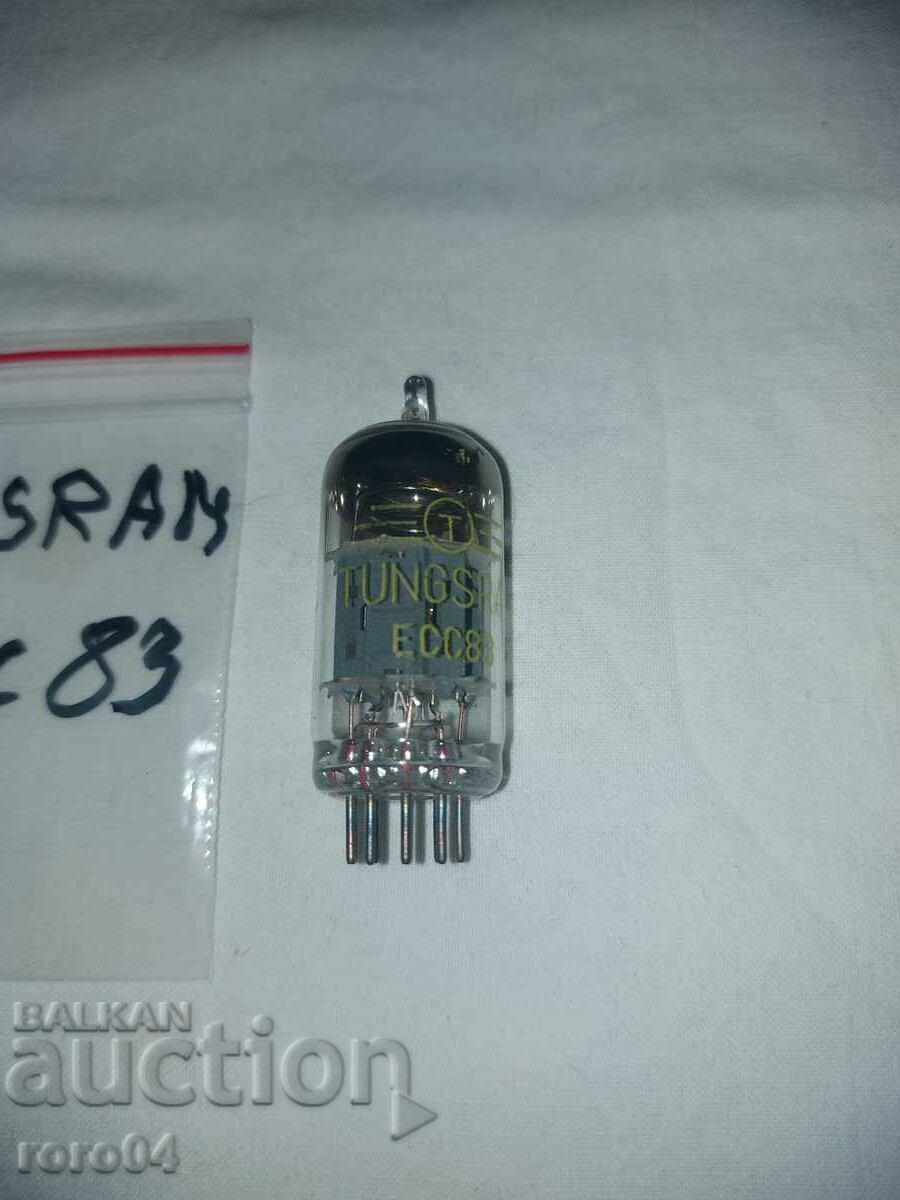 SRAM
83
T
TUNGSRA
ECC83
BALKAN
auction
roro04